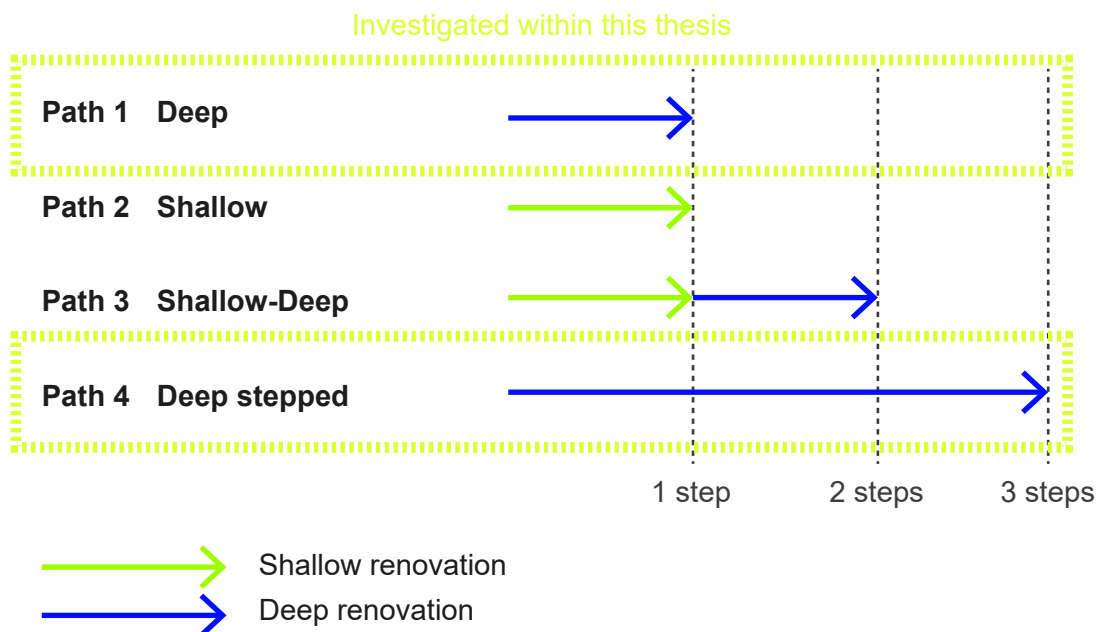 Investigated within this thesis
Path 1 Deep
Path 2 Shallow
Path 3 Shallow-Deep
Path 4 Deep stepped
1 step 2 steps 3 steps
Shallow renovation
Deep renovation